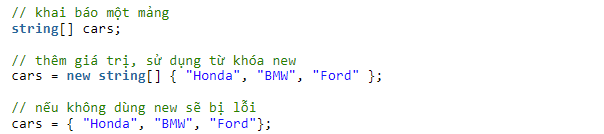 // khai báo một mảng
string[] cars;
// thêm giá trị, sử dụng từ khóa new
cars = new string[] { "Honda", "BMW", "Ford" };
// nếu không dùng new sẽ bị lỗi
cars = { "Honda", "BMW", "Ford"};